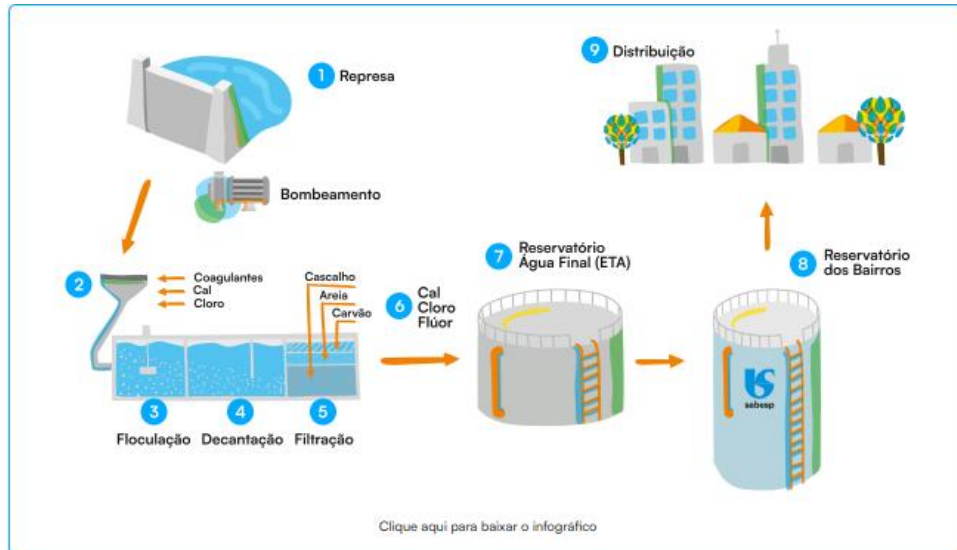 1 Represa
Bombeamento
2
Coagulantes
Cal
Cloro
Cascalho
Areia
Carvão
3
Floculação
4
Decantação
5
Filtração
6 Cal
Cloro
Flúor
7 Reservatório
Água Final (ETA)
8 Reservatório
dos Bairros
sabesp
9 Distribuição
Clique aqui para baixar o infográfico